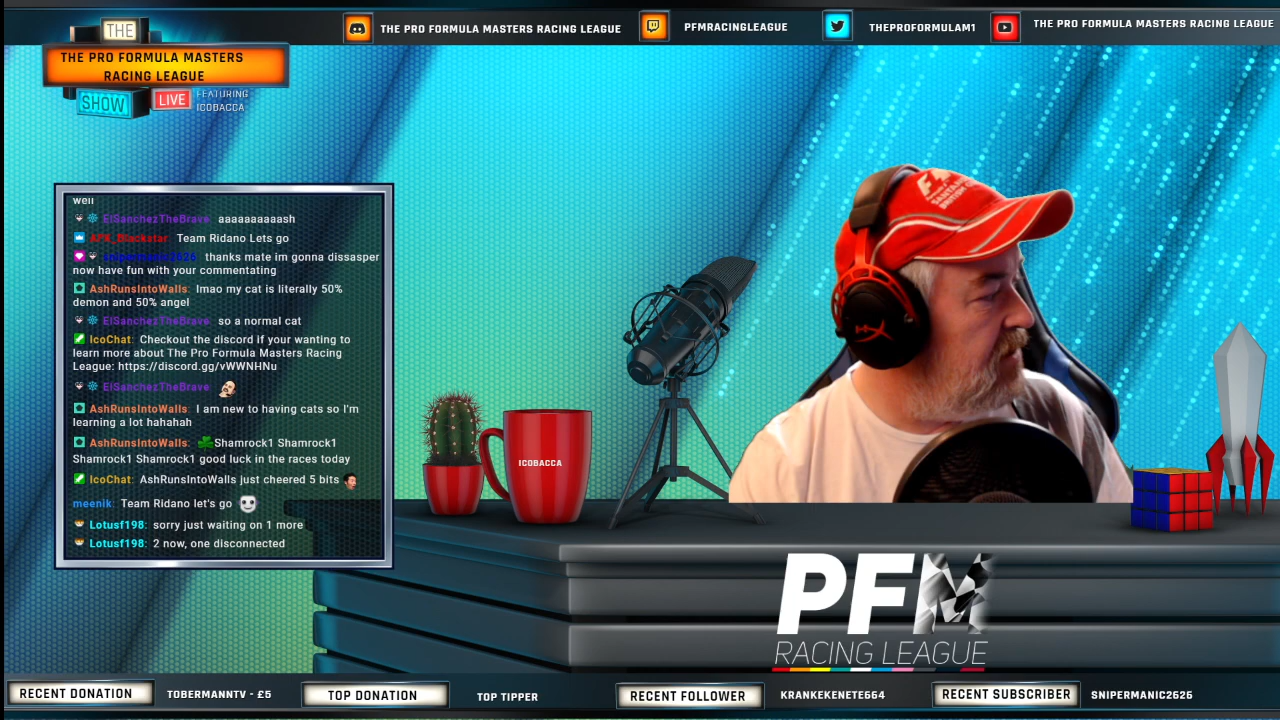 THE
THE PRO FORMULA MASTERS
RACING LEAGUE
SHOW
LIVE
FEATURING
ICOBACCA
THE PRO FORMULA MASTERS RACING LEAGUE
PFMRACINGLEAGUE
THEPROFORMULAM1
THE PRO FORMULA MASTERS RACING LEAGUE
well
ElSanchezTheBrave aaaaaaaaaash
APX_Blackstar Team Ridano Lets go
snipermanic2626 thanks mate im gonna dissasper
now have fun with your commentating
AshRunsIntoWalls: lmao my cat is literally 50%
demon and 50% angel
ElSanchezTheBrave so a normal cat
IcoChat: Checkout the discord if your wanting to
learn more about The Pro Formula Masters Racing
League: https://discord.gg/vWWNHNu
ElSanchezTheBrave
AshRunsIntoWalls: I am new to having cats so I'm
learning a lot hahahah
AshRunsIntoWalls: Shamrock1 Shamrock1
Shamrock1 Shamrock1 good luck in the races today
IcoChat: AshRunsIntoWalls just cheered 5 bits
meenik: Team Ridano let's go
Lotusf198: sorry just waiting on 1 more
Lotusf198: 2 now, one disconnected
ICOBACCA
PFM
RACING LEAGUE
RECENT DONATION
TOBERMANNTV - £5
TOP DONATION
TOP TIPPER
RECENT FOLLOWER
KRANKEKENETE664
RECENT SUBSCRIBER
SNIPERMANIC2625